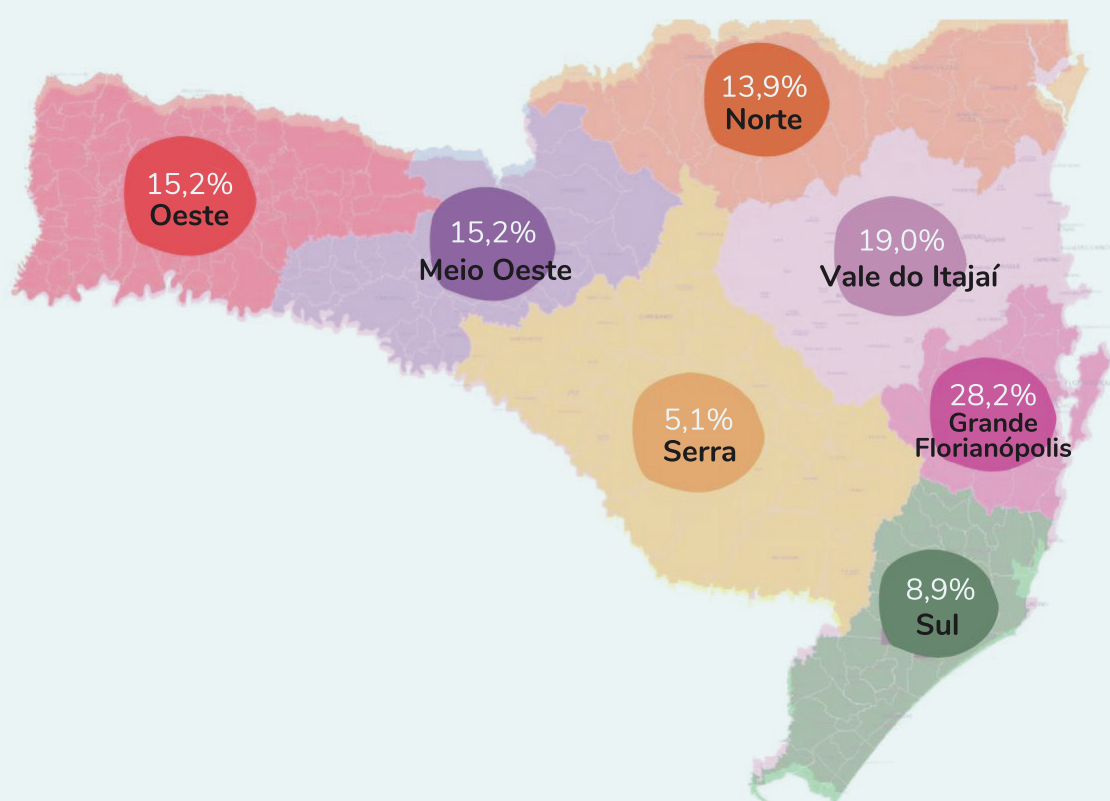 13,9%
Norte
15,2%
Oeste
15,2%
Meio Oeste
19,0%
Vale do Itajaí
28,2%
Grande
Florianópolis
5,1%
Serra
8,9%
Sul